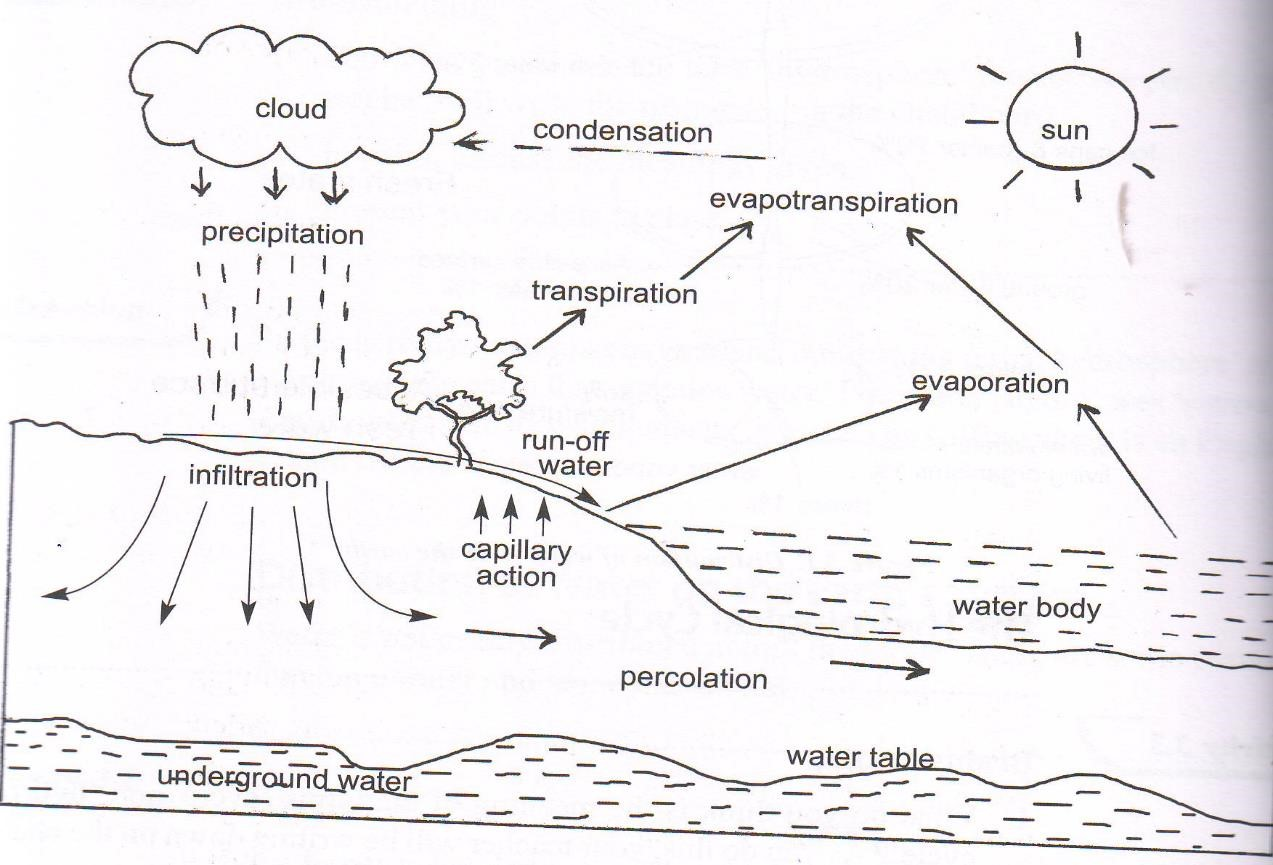 cloud
condensation
sun
evapotranspiration
precipitation
transpiration
evaporation
run-off
water
infiltration
capillary
action
water body
percolation
water table
underground water